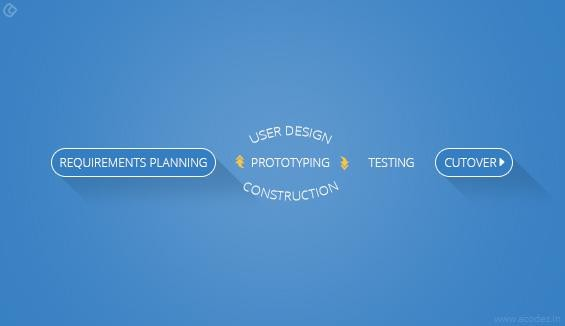 USER DESIGN
REQUIREMENTS PLANNING
PROTOTYPING
TESTING
CUTOVER
CONSTRUCTION
www.acodez.in